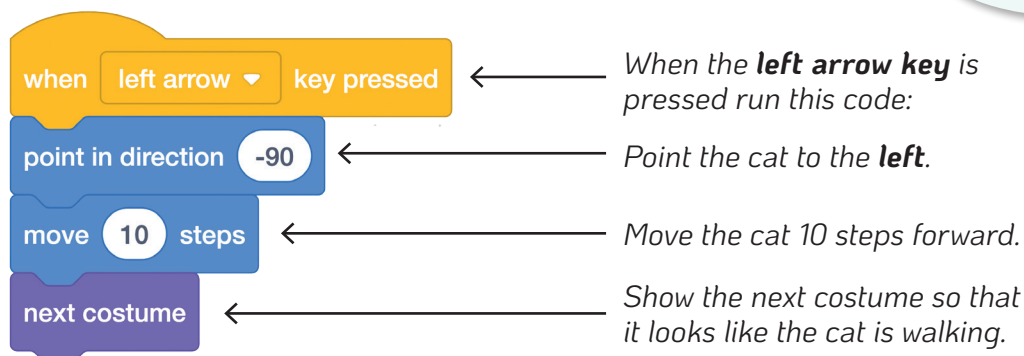 when left arrow key pressed
When the left arrow key is
pressed run this code:
point in direction -90
Point the cat to the left.
move 10 steps
Move the cat 10 steps forward.
next costume
Show the next costume so that
it looks like the cat is walking.